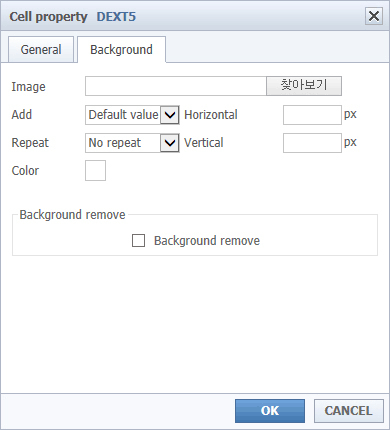 Cell property DEXT5
General Background
Image 찾아보기
Add Default value Horizontal px
Repeat No repeat Vertical px
Color
Background remove
Background remove
OK CANCEL